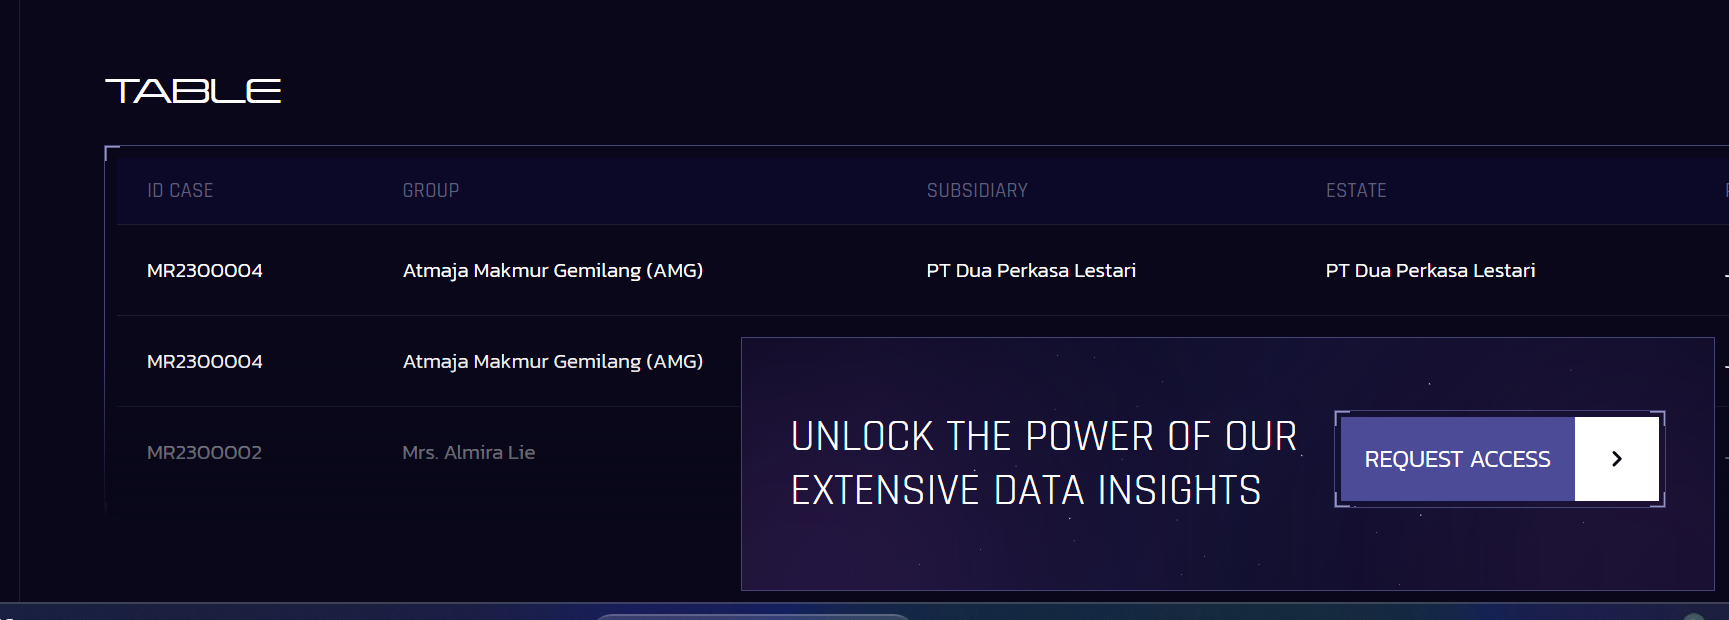 TABLE
ID CASE GROUP SUBSIDIARY ESTATE
MR2300004 Atmaja Makmur Gemilang (AMG) PT Dua Perkasa Lestari PT Dua Perkasa Lestari
MR2300004 Atmaja Makmur Gemilang (AMG)
MR2300002 Mrs. Almira Lie
UNLOCK THE POWER OF OUR
EXTENSIVE DATA INSIGHTS
REQUEST ACCESS